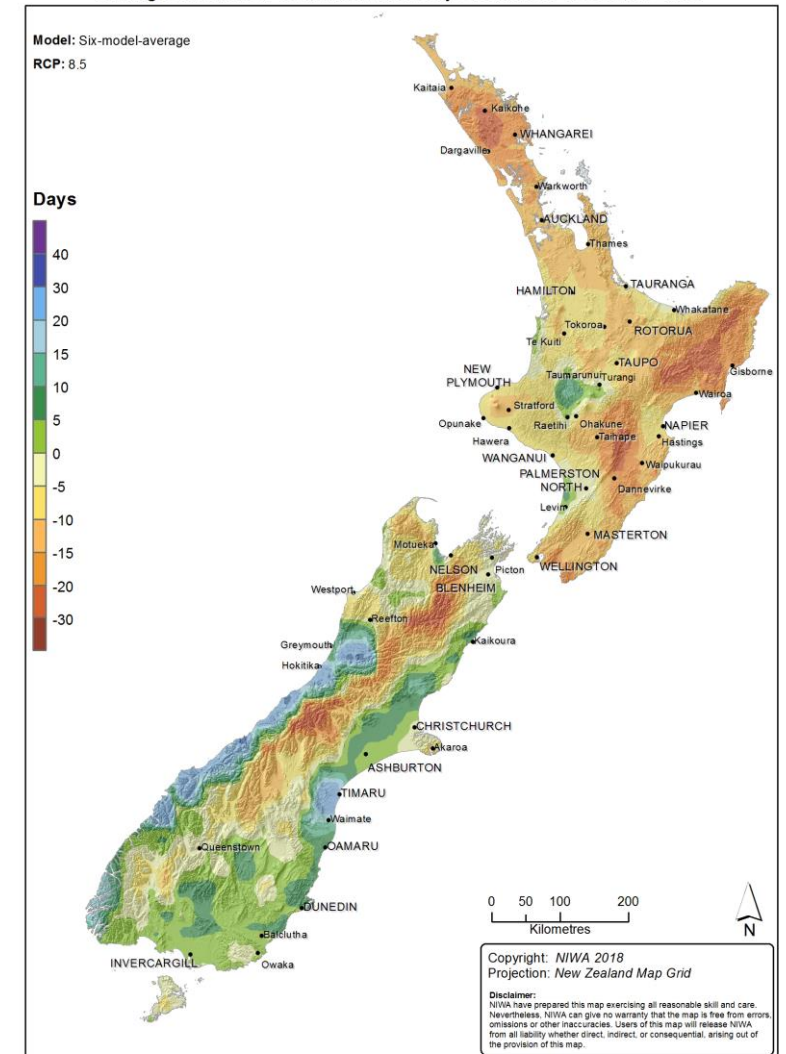 Model: Six-model-average
RCP: 8.5
Days
40
30
20
15
10
5
0
-5
-10
-15
-20
-30
Kaitaia
Kaikohe
WHANGAREI
Dargaville
Warkworth
AUCKLAND
Thames
HAMILTON
TAURANGA
Whakatane
Tokoroa
ROTORUA
Te Kuiti
TAUPO
Gisborne
Taumarunui
Turangi
NEW
PLYMOUTH
Wairoa
Stratford
Opunake
Raetihi
Ohakune
NAPIER
Hawera
Taihape
Hastings
WANGANUI
Waipukurau
PALMERSTON
NORTH
Dannevirke
Levin
MASTERTON
WELLINGTON
Motueka
NELSON
Picton
BLENHEIM
Westport
Reefton
Greymouth
Kaikoura
Hokitika
CHRISTCHURCH
Akaroa
ASHBURTON
TIMARU
Waimate
OAMARU
Queenstown
DUNEDIN
Balclutha
INVERCARGILL
Owaka
0 50 100 200
Kilometres
N
Copyright: NIWA 2018
Projection: New Zealand Map Grid
Disclaimer:
NIWA have prepared this map exercising all reasonable skill and care.
Nevertheless, NIWA can give no warranty that the map is free from errors,
omissions or other inaccuracies. Users of this map will release NIWA
from all liability whether direct, indirect, or consequential, arising out of
the provision of this map.